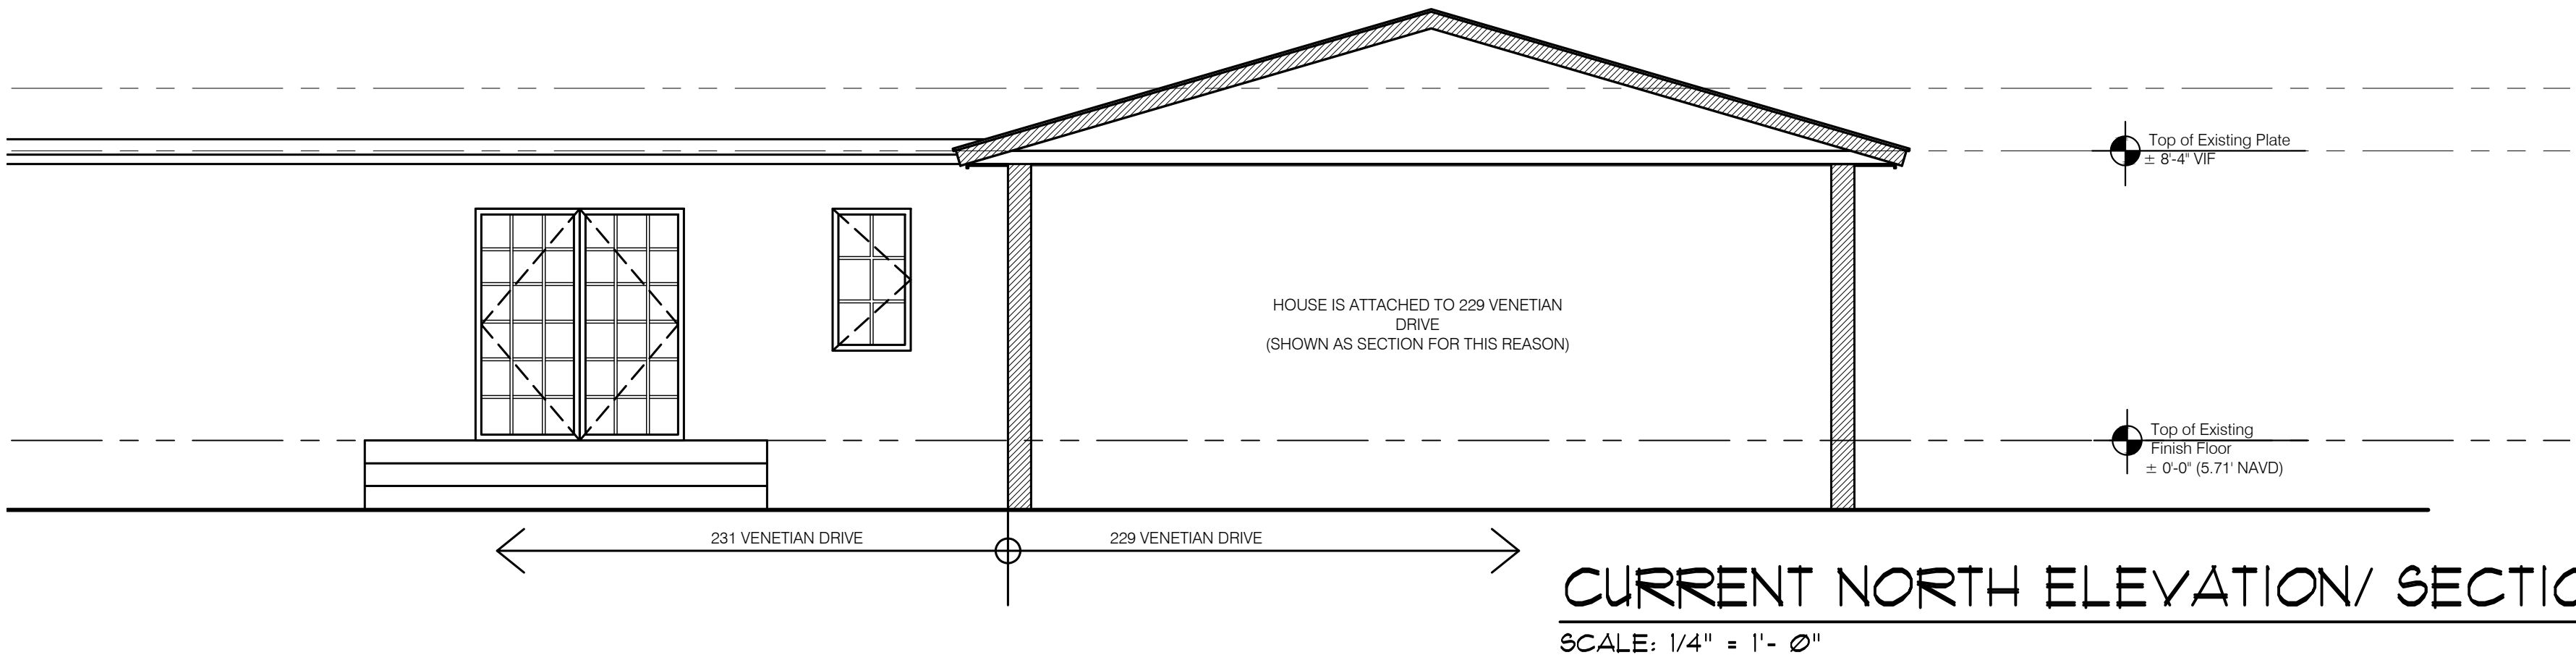 Top of Existing Plate
± 8'-4" VIF
HOUSE IS ATTACHED TO 229 VENETIAN
DRIVE
(SHOWN AS SECTION FOR THIS REASON)
Top of Existing
Finish Floor
± 0'-0" (5.71' NAVD)
231 VENETIAN DRIVE
229 VENETIAN DRIVE
CURRENT NORTH ELEVATION/ SECTIO
SCALE: 1/4" = 1'- 0"